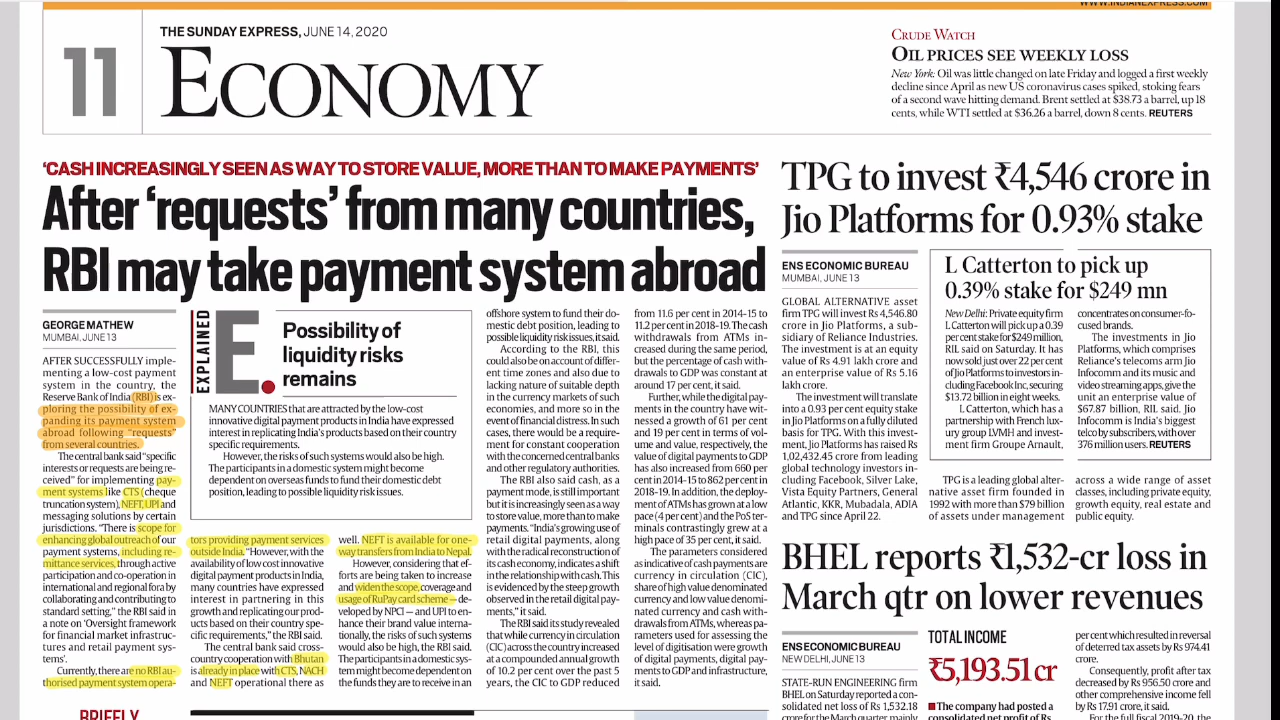 WWW.INDIANEXPRESS.COM
11
THE SUNDAY EXPRESS, JUNE 14, 2020
ECONOMY
CRUDE WATCH
OIL PRICES SEE WEEKLY LOSS
New York: Oil was little changed on late Friday and logged a first weekly
decline since April as new US coronavirus cases spiked, stoking fears
of a second wave hitting demand. Brent settled at $38.73 a barrel, up 18
cents, while WTI settled at $36.26 a barrel, down 8 cents. REUTERS
'CASH INCREASINGLY SEEN AS WAY TO STORE VALUE, MORE THAN TO MAKE PAYMENTS'
After 'requests' from many countries,
RBI may take payment system abroad
GEORGE MATHEW
MUMBAI, JUNE 13
AFTER SUCCESSFULLY imple-
menting a low-cost payment
system in the country, the
Reserve Bank of India (RBI) is ex-
ploring the possibility of ex-
panding its payment system
abroad following "requests"
from several countries.
The central bank said "specific
interests or requests are being re-
ceived" for implementing pay-
ment systems like CTS (cheque
truncation system), NEFT, UPI and
messaging solutions by certain
jurisdictions. "There is scope for
enhancing global outreach of our
payment systems, including re-
mittance services, through active
participation and co-operation in
international and regional fora by
collaborating and contributing to
standard setting," the RBI said in
a note on 'Oversight framework
for financial market infrastruc-
tures and retail payment sys-
tems'.
Currently, there are no RBI au-
thorised payment system opera-
EXPLAINED
E.
Possibility of
liquidity risks
remains
MANY COUNTRIES that are attracted by the low-cost
innovative digital payment products in India have expressed
interest in replicating India's products based on their country
specific requirements.
However, the risks of such systems would also be high.
The participants in a domestic system might become
dependent on overseas funds to fund their domestic debt
position, leading to possible liquidity risk issues.
tors providing payment services
outside India. "However, with the
availability of low cost innovative
digital payment products in India,
many countries have expressed
interest in partnering in this
growth and replicating our prod-
ucts based on their country spe-
cific requirements," the RBI said.
The central bank said cross-
country cooperation with Bhutan
is already in place with CTS, NACH
and NEFT operational there as
well. NEFT is available for one-
way transfers from India to Nepal.
However, considering that ef-
forts are being taken to increase
and widen the scope, coverage and
usage of RuPay card scheme — de-
veloped by NPCI — and UPI to en-
hance their brand value interna-
tionally, the risks of such systems
would also be high, the RBI said.
The participants in a domestic sys-
tem might become dependent on
the funds they are to receive in an
offshore system to fund their do-
mestic debt position, leading to
possible liquidity risk issues, it said.
According to the RBI, this
could also be on account of differ-
ent time zones and also due to
lacking nature of suitable depth
in the currency markets of such
economies, and more so in the
event of financial distress. In such
cases, there would be a require-
ment for constant cooperation
with the concerned central banks
and other regulatory authorities.
The RBI also said cash, as a
payment mode, is still important
but it is increasingly seen as a way
to store value, more than to make
payments. "India's growing use of
retail digital payments, along
with the radical reconstruction of
its cash economy, indicates a shift
in the relationship with cash. This
is evidenced by the steep growth
observed in the retail digital pay-
ments," it said.
The RBI said its study revealed
that while currency in circulation
(CIC) across the country increased
at a compounded annual growth
of 10.2 per cent over the past 5
years, the CIC to GDP reduced
from 11.6 per cent in 2014-15 to
11.2 per cent in 2018-19. The cash
withdrawals from ATMs in-
creased during the same period,
but the percentage of cash with-
drawals to GDP was constant at
around 17 per cent, it said.
Further, while the digital pay-
ments in the country have wit-
nessed a growth of 61 per cent
and 19 per cent in terms of vol-
ume and value, respectively, the
value of digital payments to GDP
has also increased from 660 per
cent in 2014-15 to 862 per cent in
2018-19. In addition, the deploy-
ment of ATMs has grown at a low
pace (4 per cent) and the PoS ter-
minals contrastingly grew at a
high pace of 35 per cent, it said.
The parameters considered
as indicative of cash payments are
currency in circulation (CIC),
share of high value denominated
currency and low value denomi-
nated currency and cash with-
drawals from ATMs, whereas pa-
rameters used for assessing the
level of digitisation were growth
of digital payments, digital pay-
ments to GDP and infrastructure,
it said.
TPG to invest ₹4,546 crore in
Jio Platforms for 0.93% stake
ENS ECONOMIC BUREAU
MUMBAI, JUNE 13
GLOBAL ALTERNATIVE asset
firm TPG will invest Rs 4,546.80
crore in Jio Platforms, a sub-
sidiary of Reliance Industries.
The investment is at an equity
value of Rs 4.91 lakh crore and
an enterprise value of Rs 5.16
lakh crore.
The investment will translate
into a 0.93 per cent equity stake
in Jio Platforms on a fully diluted
basis for TPG. With this invest-
ment, Jio Platforms has raised Rs
1,02,432.45 crore from leading
global technology investors in-
cluding Facebook, Silver Lake,
Vista Equity Partners, General
Atlantic, KKR, Mubadala, ADIA
and TPG since April 22.
L Catterton to pick up
0.39% stake for $249 mn
New Delhi: Private equity firm
L Catterton will pick up a 0.39
per cent stake for $249 million,
RIL said on Saturday. It has
now sold just over 22 per cent
of Jio Platforms to investors in-
cluding Facebook Inc, securing
$13.72 billion in eight weeks.
L Catterton, which has a
partnership with French lux-
ury group LVMH and invest-
ment firm Groupe Arnault,
concentrates on consumer-fo-
cused brands.
The investments in Jio
Platforms, which comprises
Reliance's telecoms arm Jio
Infocomm and its music and
video streaming apps, give the
unit an enterprise value of
$67.87 billion, RIL said. Jio
Infocomm is India's biggest
telco by subscribers, with over
376 million users. REUTERS
TPG is a leading global alter-
native asset firm founded in
1992 with more than $79 billion
of assets under management
across a wide range of asset
classes, including private equity,
growth equity, real estate and
public equity.
BHEL reports ₹1,532-cr loss in
March qtr on lower revenues
ENS ECONOMIC BUREAU
NEW DELHI, JUNE 13
STATE-RUN ENGINEERING firm
BHEL on Saturday reported a con-
solidated net loss of Rs 1,532.18
crore for the March quarter, mainly
TOTAL INCOME
₹5,193.51 cr
The company had posted a
consolidated net profit of Rs
per cent which resulted in reversal
of deferred tax assets by Rs 974.41
crore.
Consequently, profit after tax
decreased by Rs 956.50 crore and
other comprehensive income fell
by Rs 17.91 crore, it said.
For the full fiscal 2019-20, the
BRIEFLY